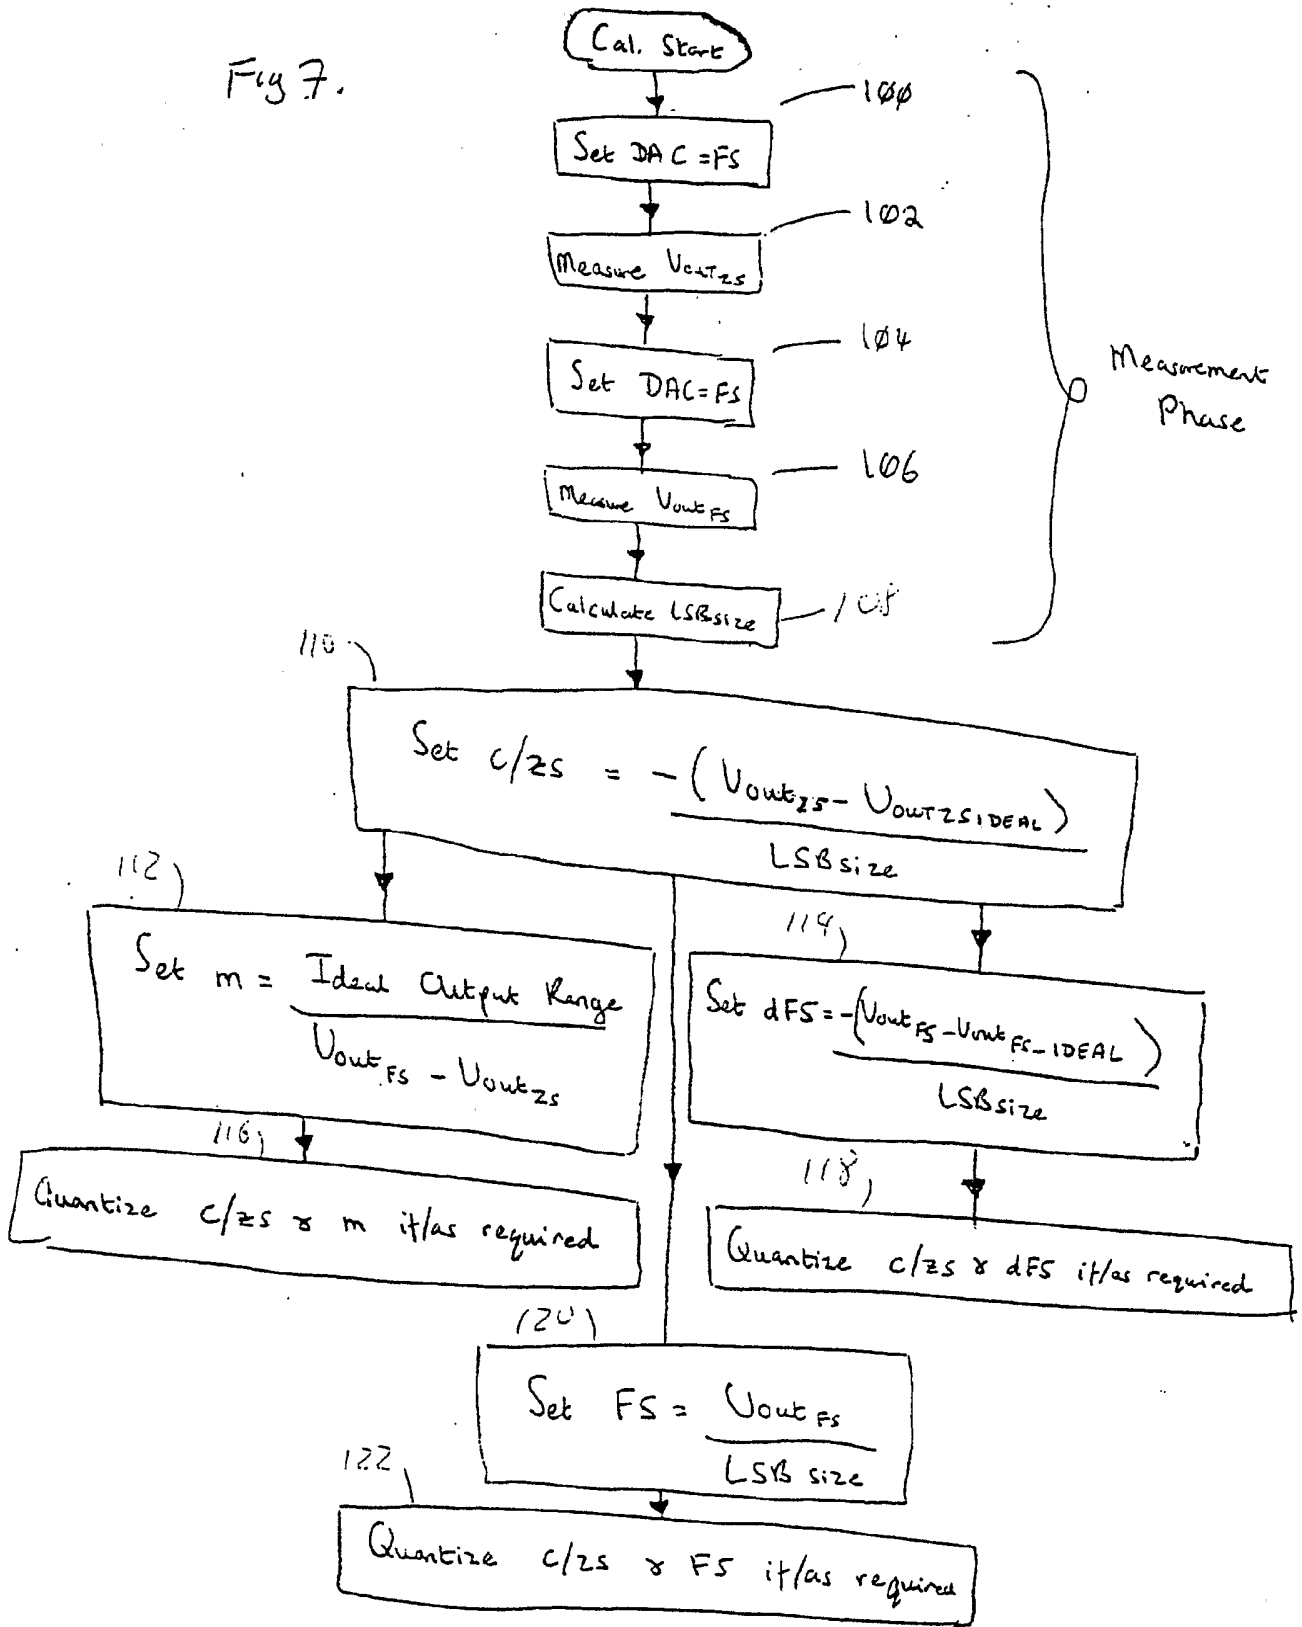 Fig 7.
Cal. Start
100
Set DAC = FS
102
Measure VoutZS
104
Set DAC = FS
106
Measure VoutFS
Calculate LSBsize
108
Measurement
Phase
110
Set c/zs = -(VoutZS - VOUTZSIDEAL)
LSBsize
112
Set m = Ideal Output Range
VoutFS - VoutZS
114
Set dFS = -(VoutFS - VoutFS-IDEAL)
LSBsize
116
Quantize c/zs & m if/as required
118
Quantize c/zs & dFS if/as required
120
Set FS = VoutFS
LSB size
122
Quantize c/zs & FS if/as required